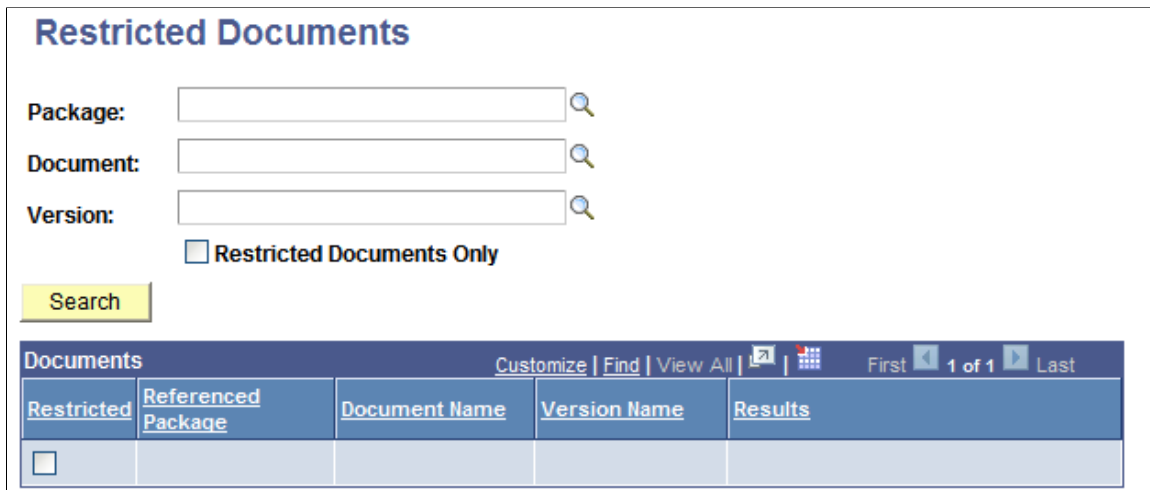 Restricted Documents
Package:
Document:
Version:
Restricted Documents Only
Search
Documents Customize | Find | View All | | First 1 of 1 Last
Restricted Referenced Package Document Name Version Name Results